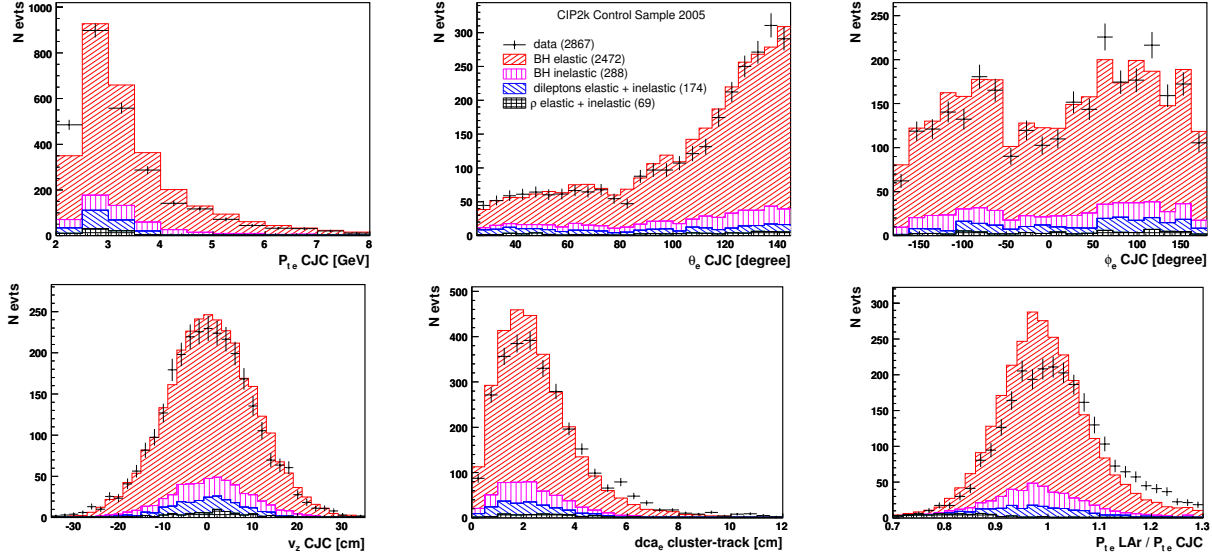 N evts
1000
800
600
400
200
0
2 3 4 5 6 7 8
P t e CJC [GeV]
N evts
300
250
200
150
100
50
0
40 60 80 100 120 140
θe CJC [degree]
CIP2k Control Sample 2005
data (2867)
BH elastic (2472)
BH inelastic (288)
dileptons elastic + inelastic (174)
ρ elastic + inelastic (69)
N evts
250
200
150
100
50
0
-150 -100 -50 0 50 100 150
ϕe CJC [degree]
N evts
250
200
150
100
50
0
-30 -20 -10 0 10 20 30
vz CJC [cm]
N evts
500
400
300
200
100
0
0 2 4 6 8 10 12
dcae cluster-track [cm]
N evts
300
250
200
150
100
50
0
0.7 0.8 0.9 1 1.1 1.2 1.3
P t e LAr / P t e CJC